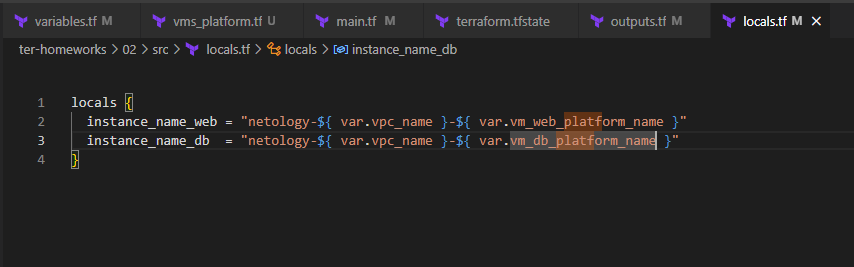 variables.tf M vms_platform.tf U main.tf terraform.tfstate outputs.tf M locals.tf M
ter-homeworks > 02 > src > locals.tf > locals > instance_name_db
1 locals {
2 instance_name_web = "netology-${ var.vpc_name }-${ var.vm_web_platform_name }"
3 instance_name_db  = "netology-${ var.vpc_name }-${ var.vm_db_platform_name }"
4 }